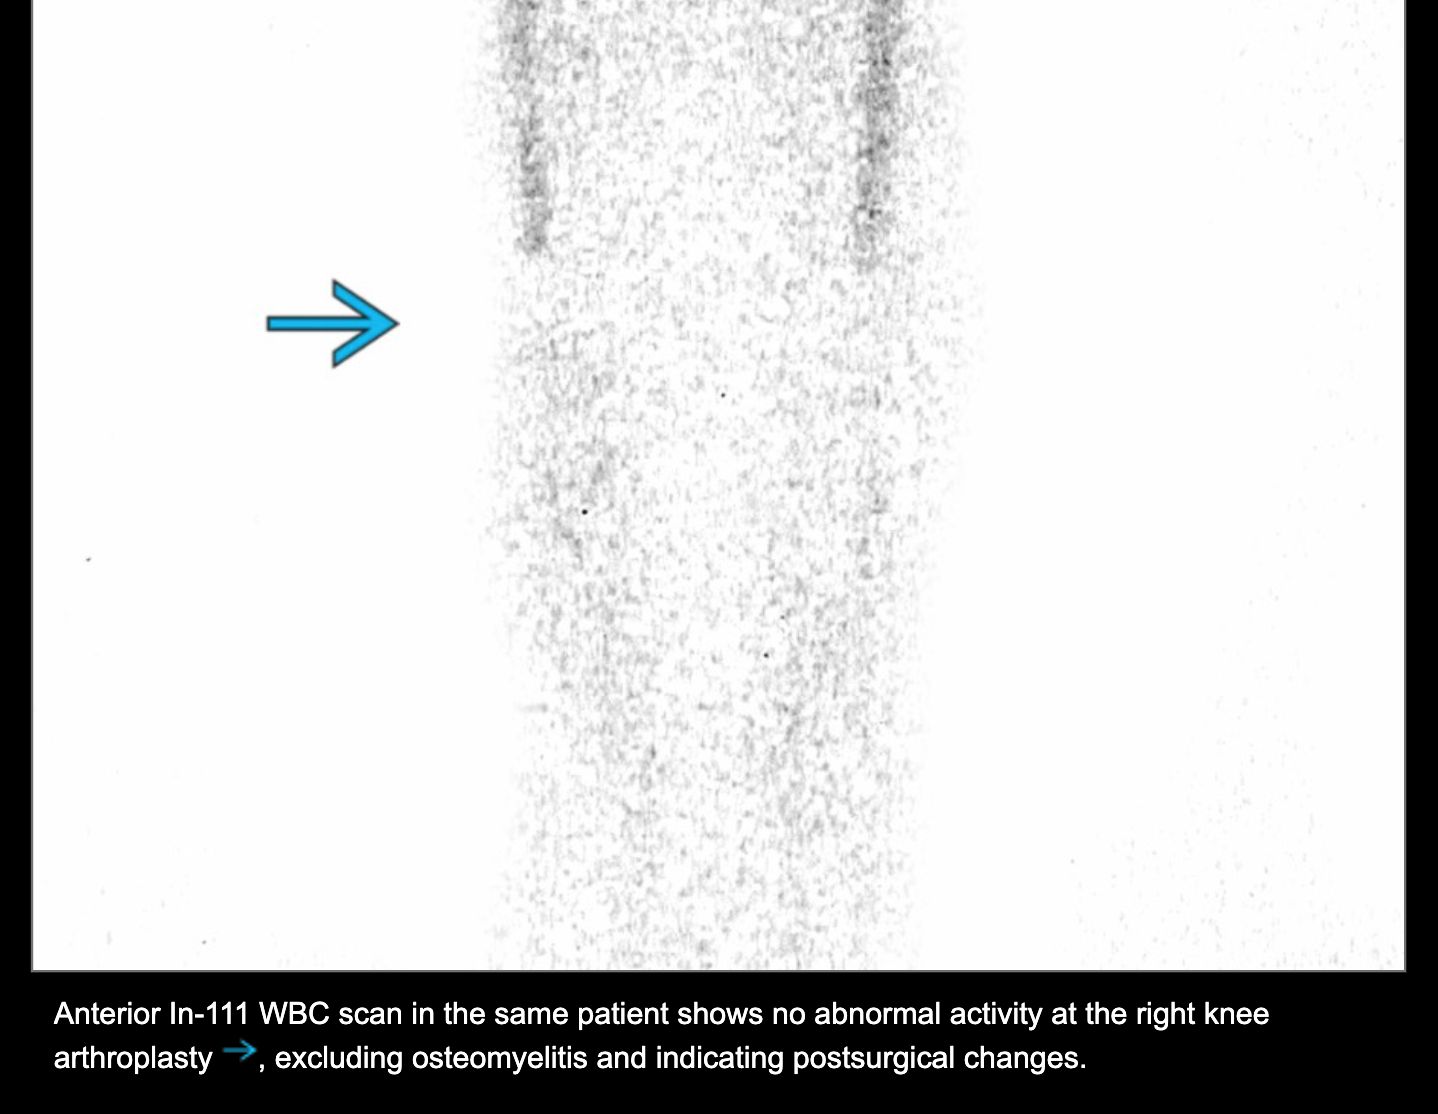 Anterior In-111 WBC scan in the same patient shows no abnormal activity at the right knee
arthroplasty →, excluding osteomyelitis and indicating postsurgical changes.